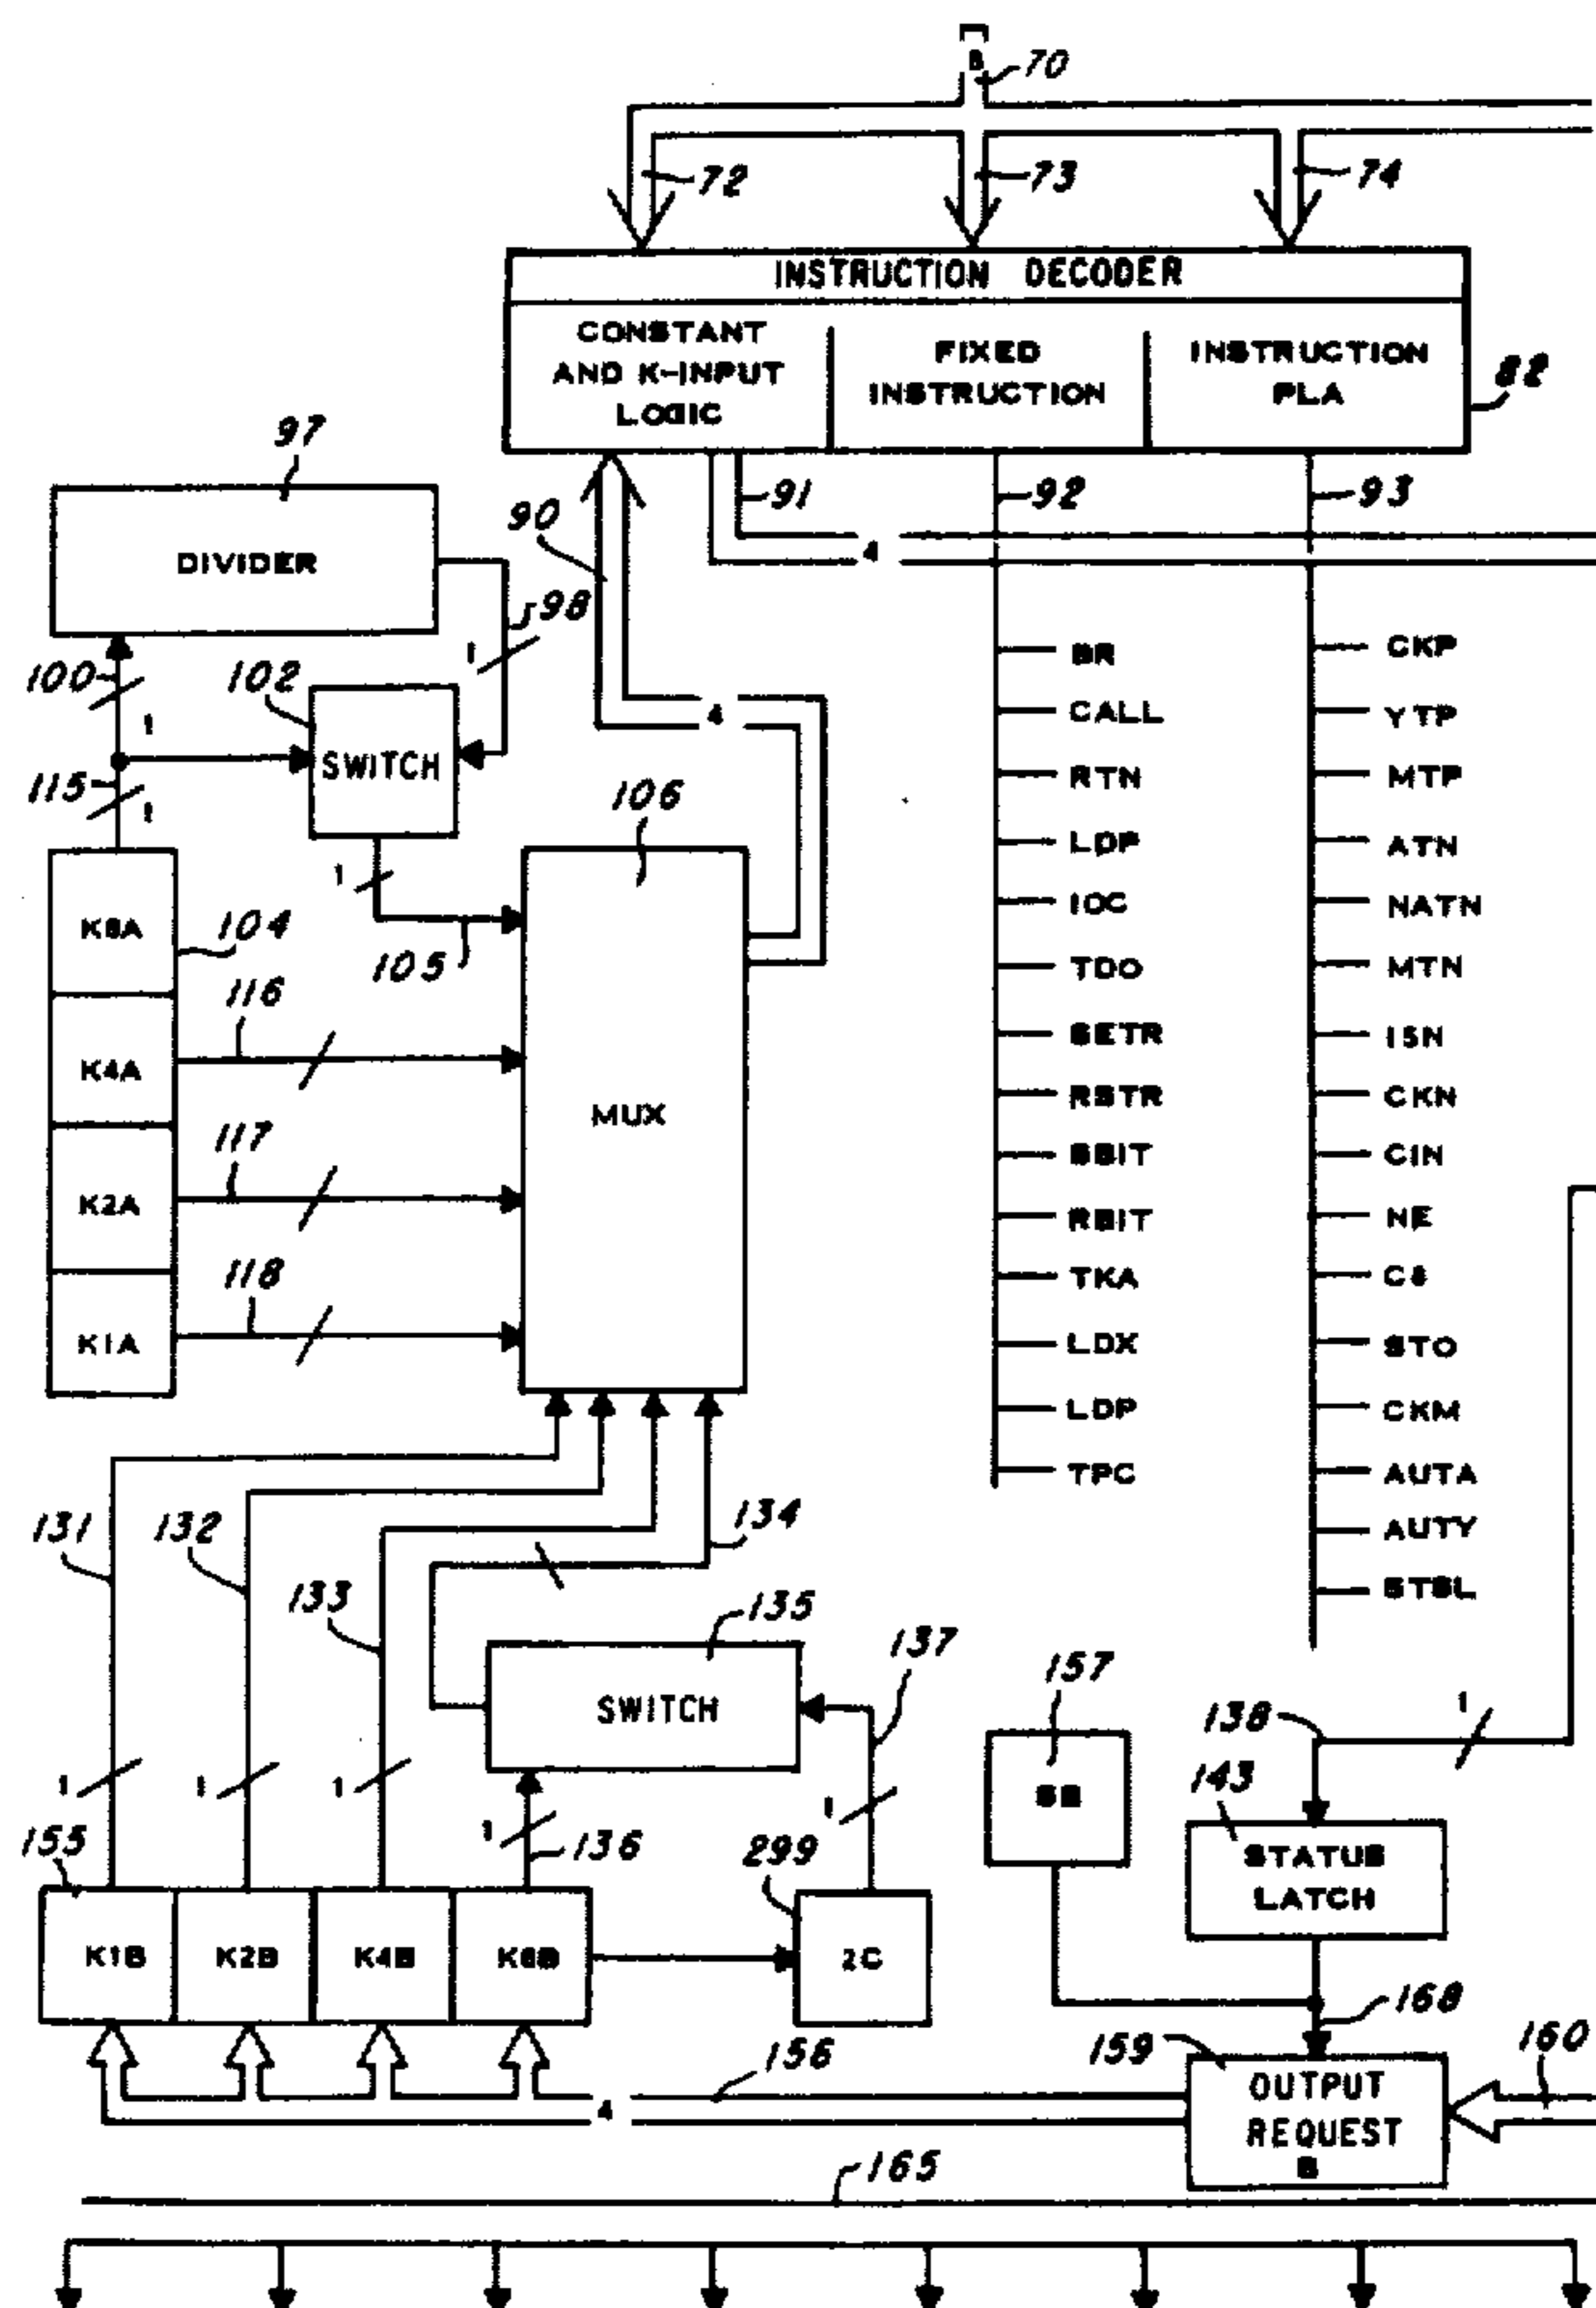 8
70
72
73
74
INSTRUCTION DECODER
CONSTANT
AND K-INPUT
LOGIC
FIXED
INSTRUCTION
INSTRUCTION
PLA
82
97
DIVIDER
90
91
92
93
4
98
1
100
1
102
SWITCH
4
115
1
106
1
105
K8A
104
116
K4A
117
K2A
118
K1A
MUX
BR
CALL
RTN
LDP
IOC
TDO
SETR
RSTR
SBIT
RBIT
TKA
LDX
LDP
TPC
CKP
YTP
MTP
ATN
NATN
MTN
ISN
CKN
CIN
NE
C8
STO
CKM
AUTA
AUTY
STSL
131
132
133
134
135
SWITCH
137
157
138
1
143
STATUS
LATCH
1
1
1
1
136
1
155
299
K1B
K2B
K4B
K8B
2C
168
156
159
160
4
OUTPUT
REQUEST
B
165